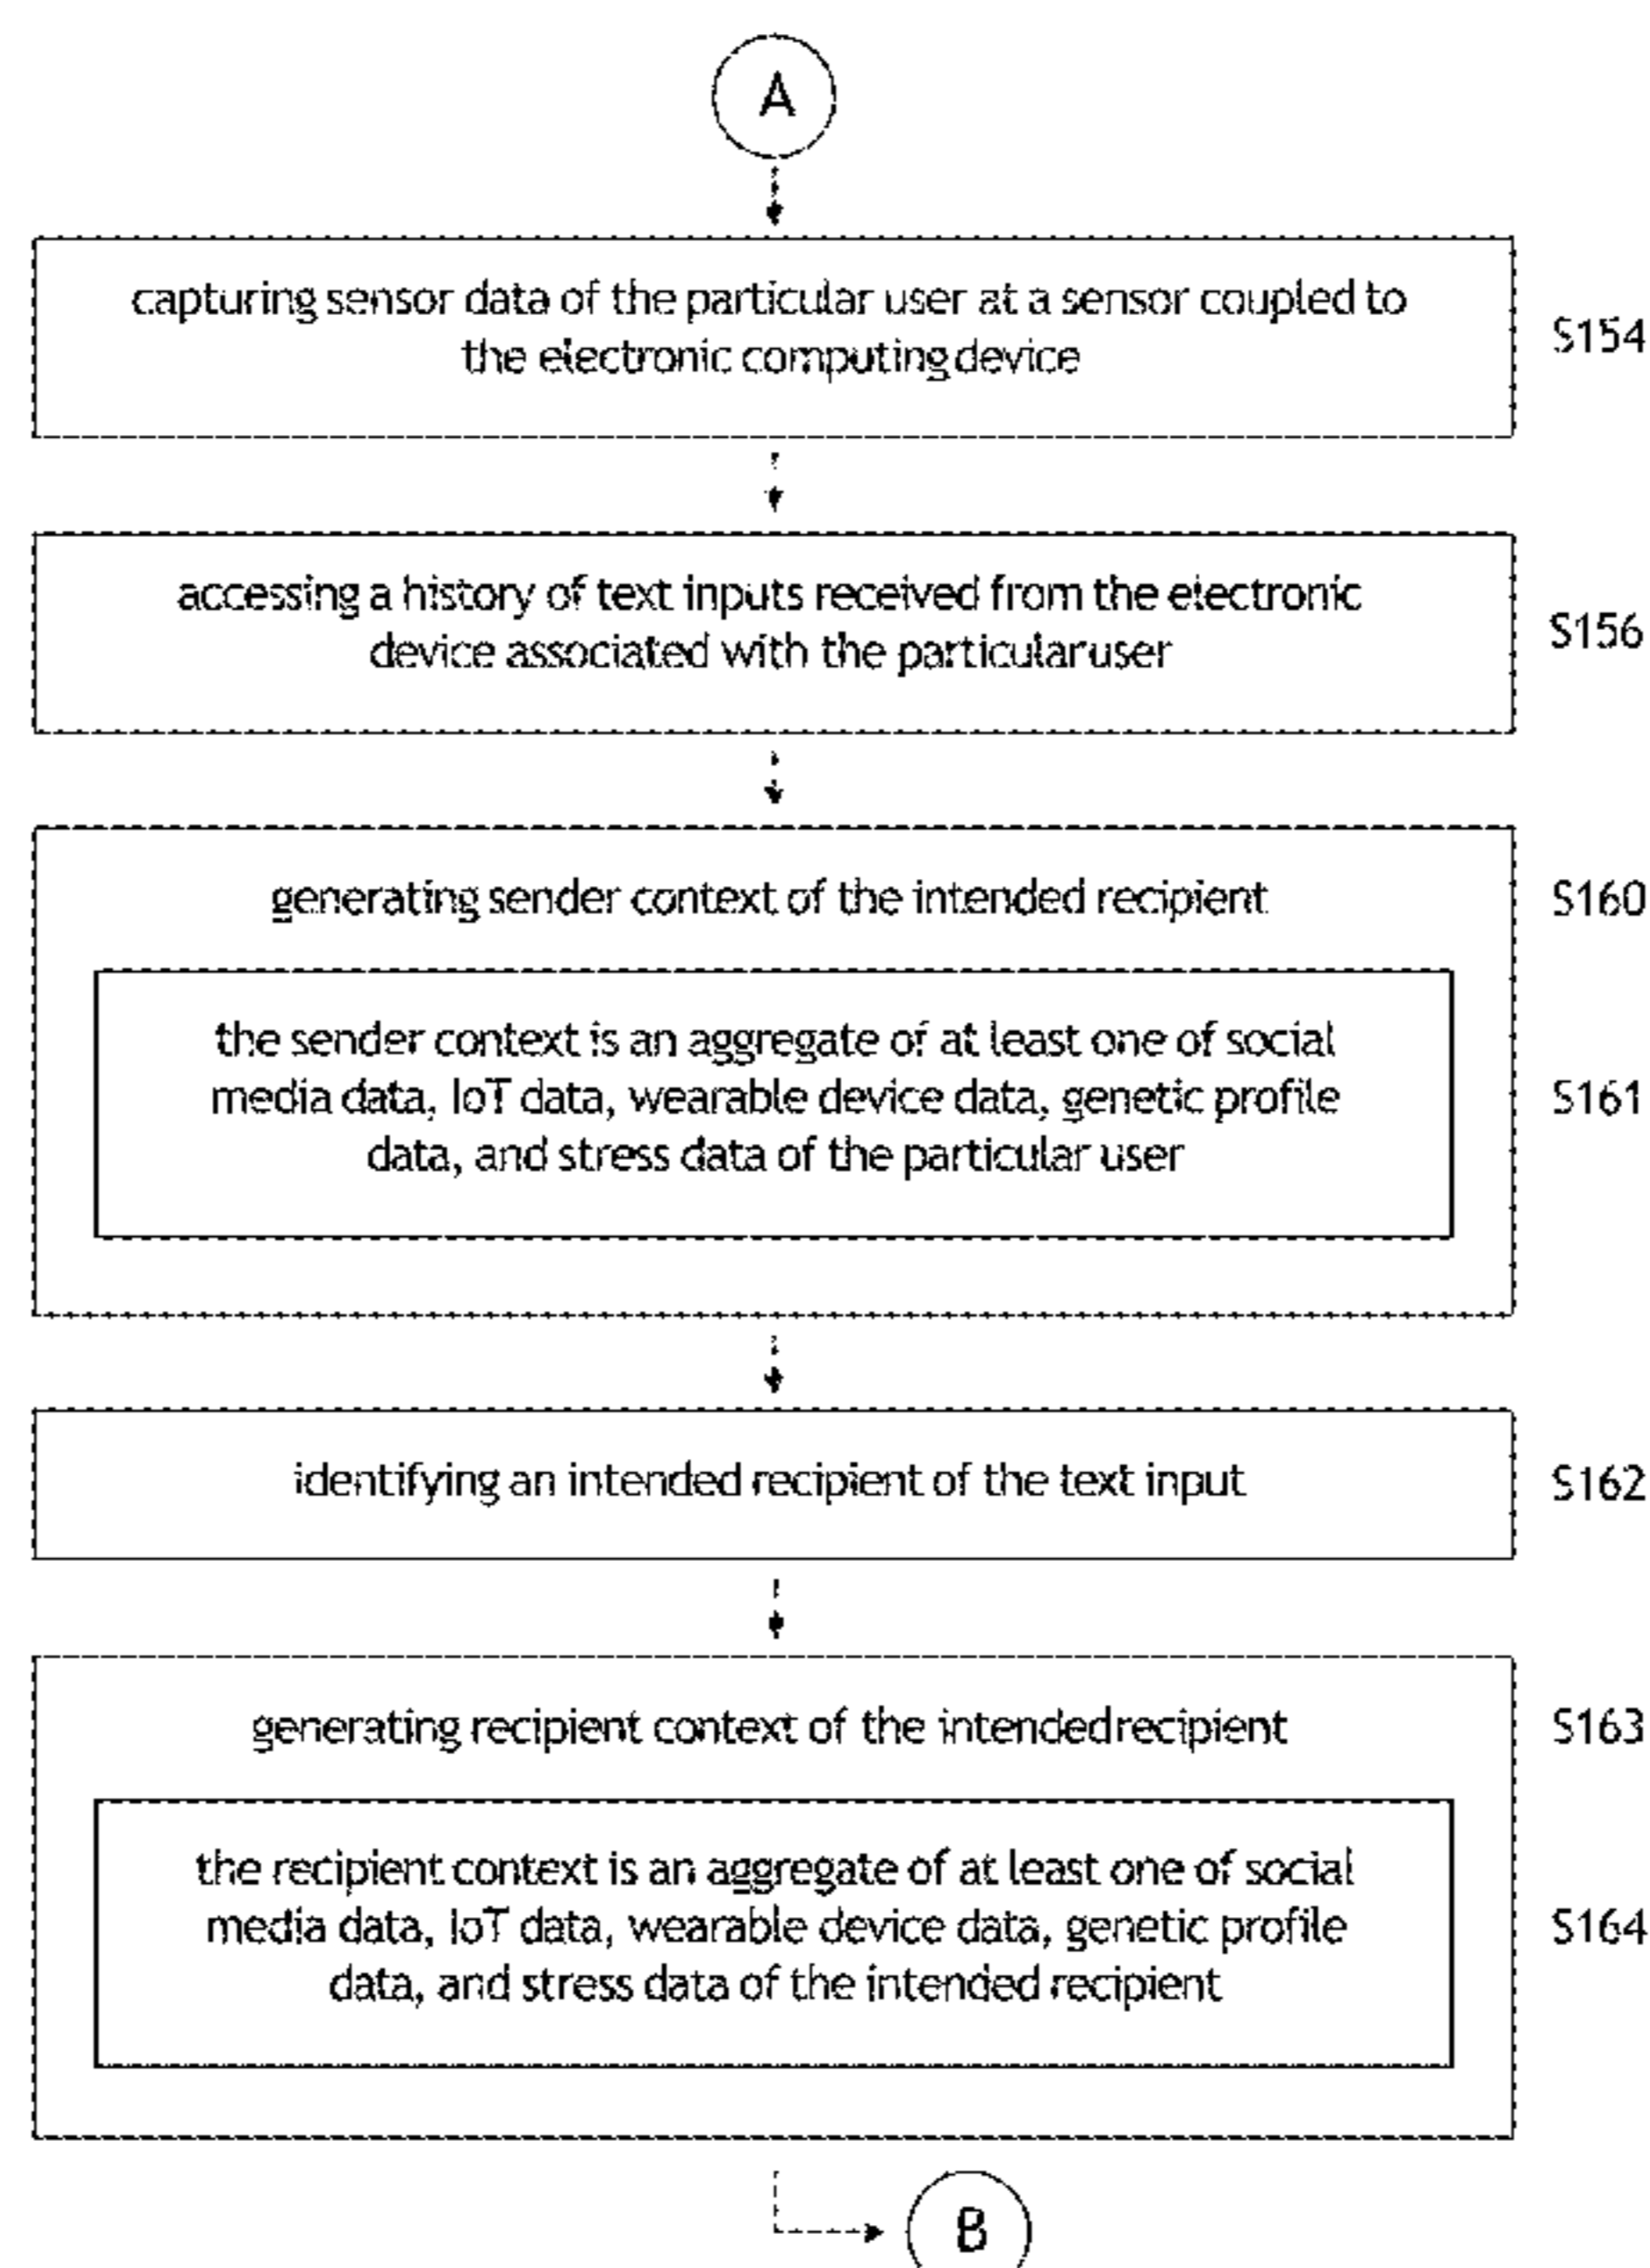 A
capturing sensor data of the particular user at a sensor coupled to
the electronic computing device
S154
accessing a history of text inputs received from the electronic
device associated with the particular user
S156
generating sender context of the intended recipient
S160
the sender context is an aggregate of at least one of social
media data, IoT data, wearable device data, genetic profile
data, and stress data of the particular user
S161
identifying an intended recipient of the text input
S162
generating recipient context of the intended recipient
S163
the recipient context is an aggregate of at least one of social
media data, IoT data, wearable device data, genetic profile
data, and stress data of the intended recipient
S164
B